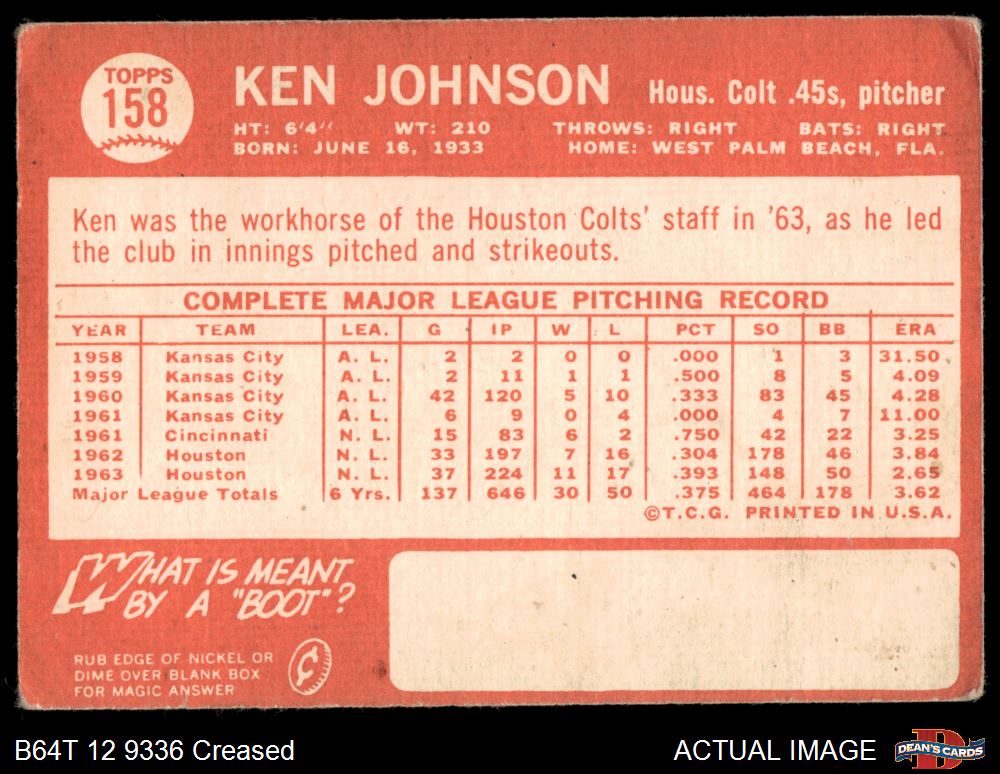 TOPPS
158
KEN JOHNSON Hous. Colt .45s, pitcher
HT: 6'4'' WT: 210 THROWS: RIGHT BATS: RIGHT
BORN: JUNE 16, 1933 HOME: WEST PALM BEACH, FLA.
Ken was the workhorse of the Houston Colts' staff in '63, as he led
the club in innings pitched and strikeouts.
COMPLETE MAJOR LEAGUE PITCHING RECORD
YEAR TEAM LEA. G IP W L PCT SO BB ERA
1958 Kansas City A. L. 2 2 0 0 .000 1 3 31.50
1959 Kansas City A. L. 2 11 1 1 .500 8 5 4.09
1960 Kansas City A. L. 42 120 5 10 .333 83 45 4.28
1961 Kansas City A. L. 6 9 0 4 .000 4 7 11.00
1961 Cincinnati N. L. 15 83 6 2 .750 42 22 3.25
1962 Houston N. L. 33 197 7 16 .304 178 46 3.84
1963 Houston N. L. 37 224 11 17 .393 148 50 2.65
Major League Totals 6 Yrs. 137 646 30 50 .375 464 178 3.62
©T.C.G. PRINTED IN U.S.A.
WHAT IS MEANT
BY A "BOOT"?
RUB EDGE OF NICKEL OR
DIME OVER BLANK BOX
FOR MAGIC ANSWER
B64T 12 9336 Creased
ACTUAL IMAGE
DEAN'S CARDS